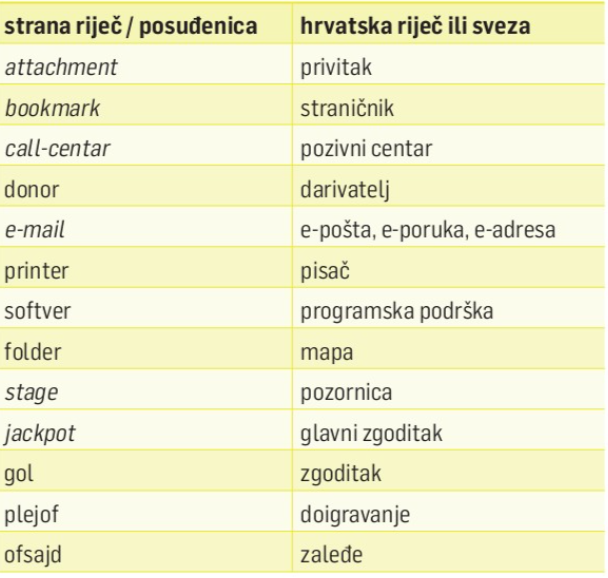 strana riječ / posuđenica hrvatska riječ ili sveza
attachment privitak
bookmark straničnik
call-centar pozivni centar
donor darivatelj
e-mail e-pošta, e-poruka, e-adresa
printer pisač
softver programska podrška
folder mapa
stage pozornica
jackpot glavni zgoditak
gol zgoditak
plejof doigravanje
ofsajd zaleđe